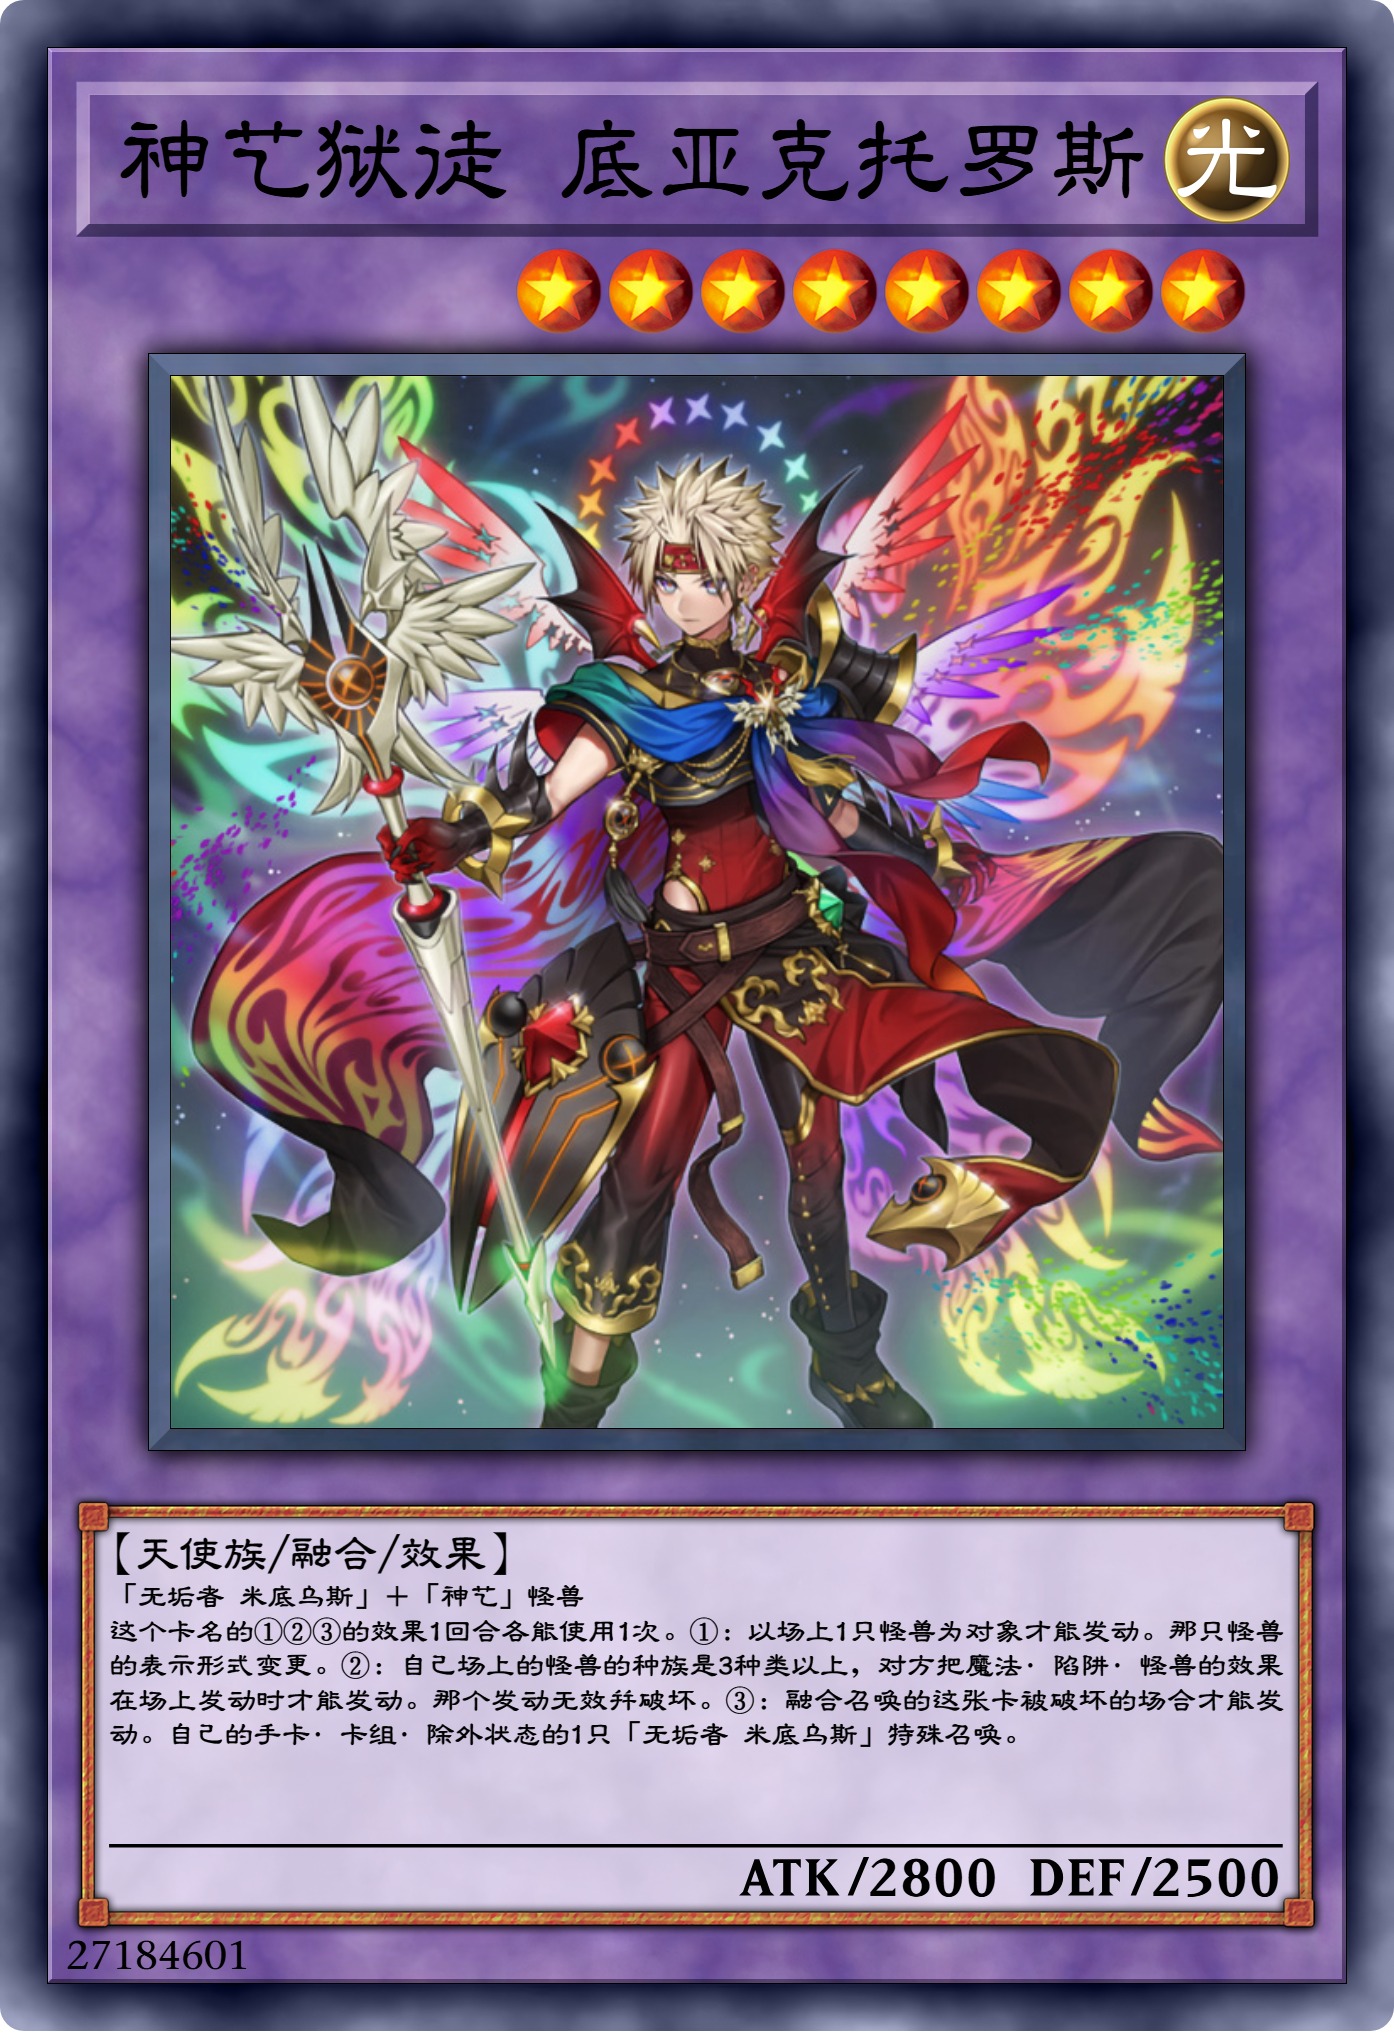 神艺狱徒 底亚克托罗斯 光
【天使族/融合/效果】
「无垢者 米底乌斯」＋「神艺」怪兽
这个卡名的①②③的效果1回合各能使用1次。①：以场上1只怪兽为对象才能发动。那只怪兽
的表示形式变更。②：自己场上的怪兽的种族是3种类以上，对方把魔法·陷阱·怪兽的效果
在场上发动时才能发动。那个发动无效并破坏。③：融合召唤的这张卡被破坏的场合才能发
动。自己的手卡·卡组·除外状态的1只「无垢者 米底乌斯」特殊召唤。
ATK/2800 DEF/2500
27184601